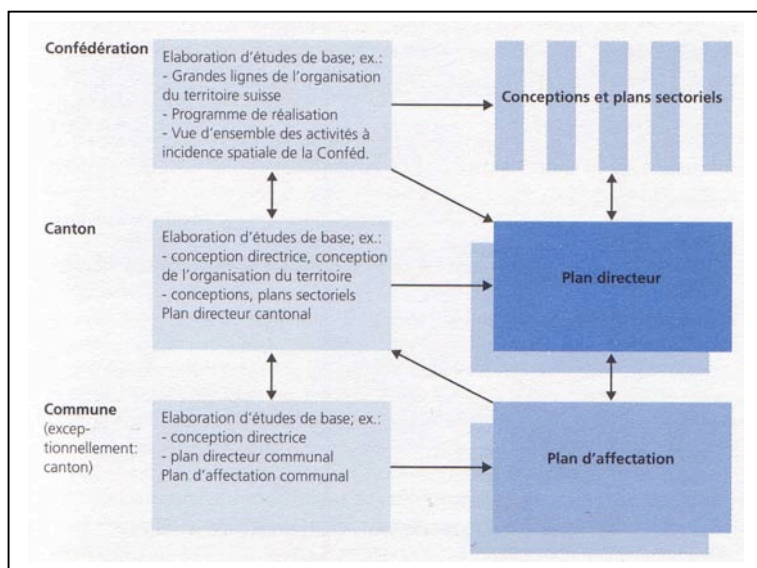 Confédération
Elaboration d'études de base; ex.:
- Grandes lignes de l'organisation
du territoire suisse
- Programme de réalisation
- Vue d'ensemble des activités à
incidence spatiale de la Conféd.
Conceptions et plans sectoriels
Canton
Elaboration d'études de base; ex.:
- conception directrice, conception
de l'organisation du territoire
- conceptions, plans sectoriels
Plan directeur cantonal
Plan directeur
Commune
(excep-
tionnellement:
canton)
Elaboration d'études de base; ex.:
- conception directrice
- plan directeur communal
Plan d'affectation communal
Plan d'affectation